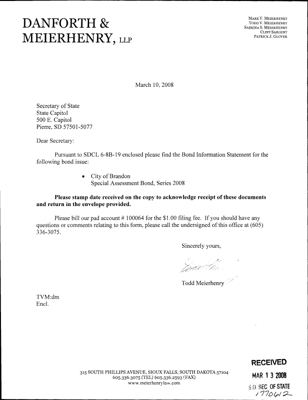 DANFORTH &
MEIERHENRY, LLP
MARK V. MEIERHENRY
TODD V. MEIERHENRY
SABRINA S. MEIERHENRY
CLINT SARGENT
PATRICK J. GLOVER
March 10, 2008
Secretary of State
State Capitol
500 E. Capitol
Pierre, SD 57501-5077
Dear Secretary:
Pursuant to SDCL 6-8B-19 enclosed please find the Bond Information Statement for the
following bond issue:
• City of Brandon
Special Assessment Bond, Series 2008
Please stamp date received on the copy to acknowledge receipt of these documents
and return in the envelope provided.
Please bill our pad account # 100064 for the $1.00 filing fee. If you should have any
questions or comments relating to this form, please call the undersigned of this office at (605)
336-3075.
Sincerely yours,
Todd Meierhenry
TVM:dm
Encl.
315 SOUTH PHILLIPS AVENUE, SIOUX FALLS, SOUTH DAKOTA 57104
605.336.3075 (TEL) 605.336.2593 (FAX)
www.meierhenrylaw.com
RECEIVED
MAR 13 2008
S.D. SEC. OF STATE
1770612